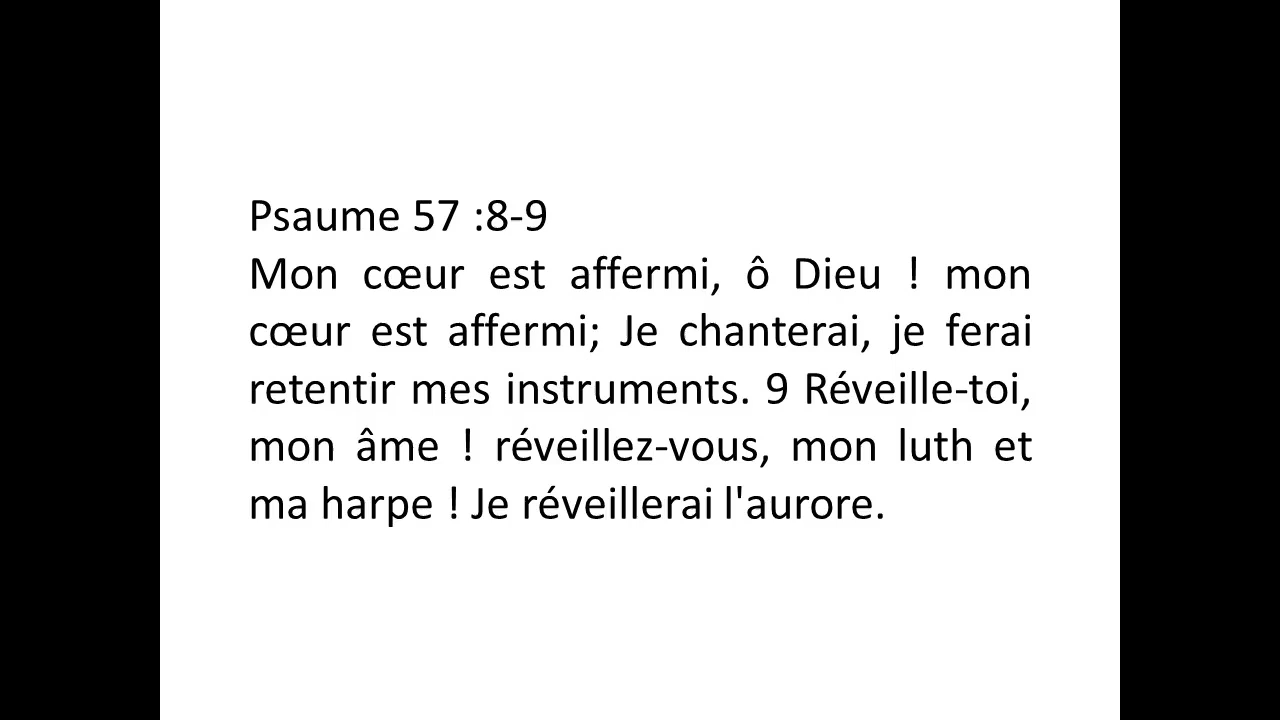 Psaume 57 :8-9
Mon cœur est affermi, ô Dieu ! mon
cœur est affermi; Je chanterai, je ferai
retentir mes instruments. 9 Réveille-toi,
mon âme ! réveillez-vous, mon luth et
ma harpe ! Je réveillerai l'aurore.